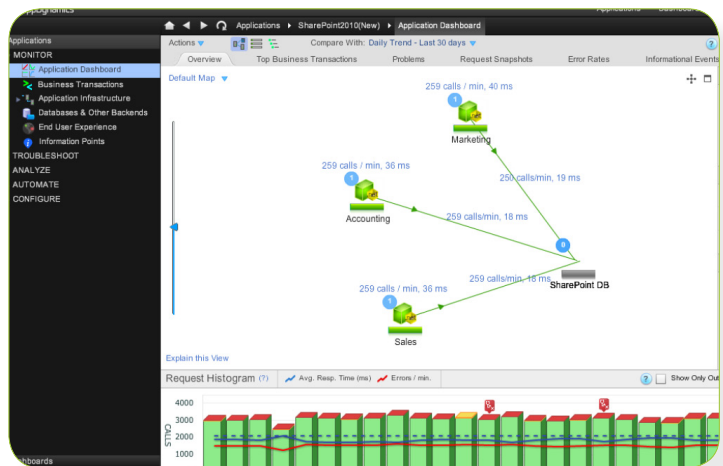 AppDynamics
Applications
Applications ▸ SharePoint2010(New) ▸ Application Dashboard
Applications
MONITOR
Application Dashboard
Business Transactions
Application Infrastructure
Databases & Other Backends
End User Experience
Information Points
TROUBLESHOOT
ANALYZE
AUTOMATE
CONFIGURE
Actions
Compare With: Daily Trend - Last 30 days
?
Overview Top Business Transactions Problems Request Snapshots Error Rates Informational Events
Default Map
259 calls / min, 40 ms
1
Marketing
259 calls / min, 36 ms
1
250 calls/min, 19 ms
Accounting
259 calls/min, 18 ms
259 calls/min, 18 ms
SharePoint DB
259 calls / min, 36 ms
1
Sales
Explain this View
Request Histogram (?) Avg. Resp. Time (ms) Errors / min. ? Show Only Out
4000
3000
2000
1000
CALLS